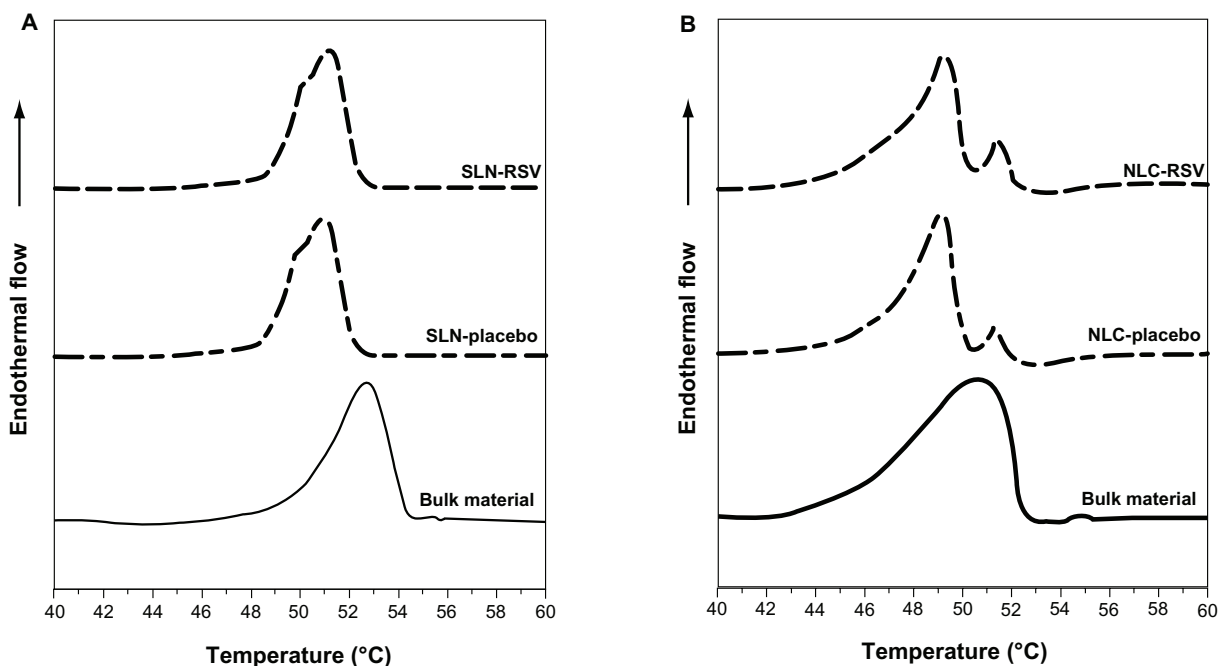 A
Endothermal flow
SLN-RSV
SLN-placebo
Bulk material
40 42 44 46 48 50 52 54 56 58 60
Temperature (°C)
B
Endothermal flow
NLC-RSV
NLC-placebo
Bulk material
40 42 44 46 48 50 52 54 56 58 60
Temperature (°C)